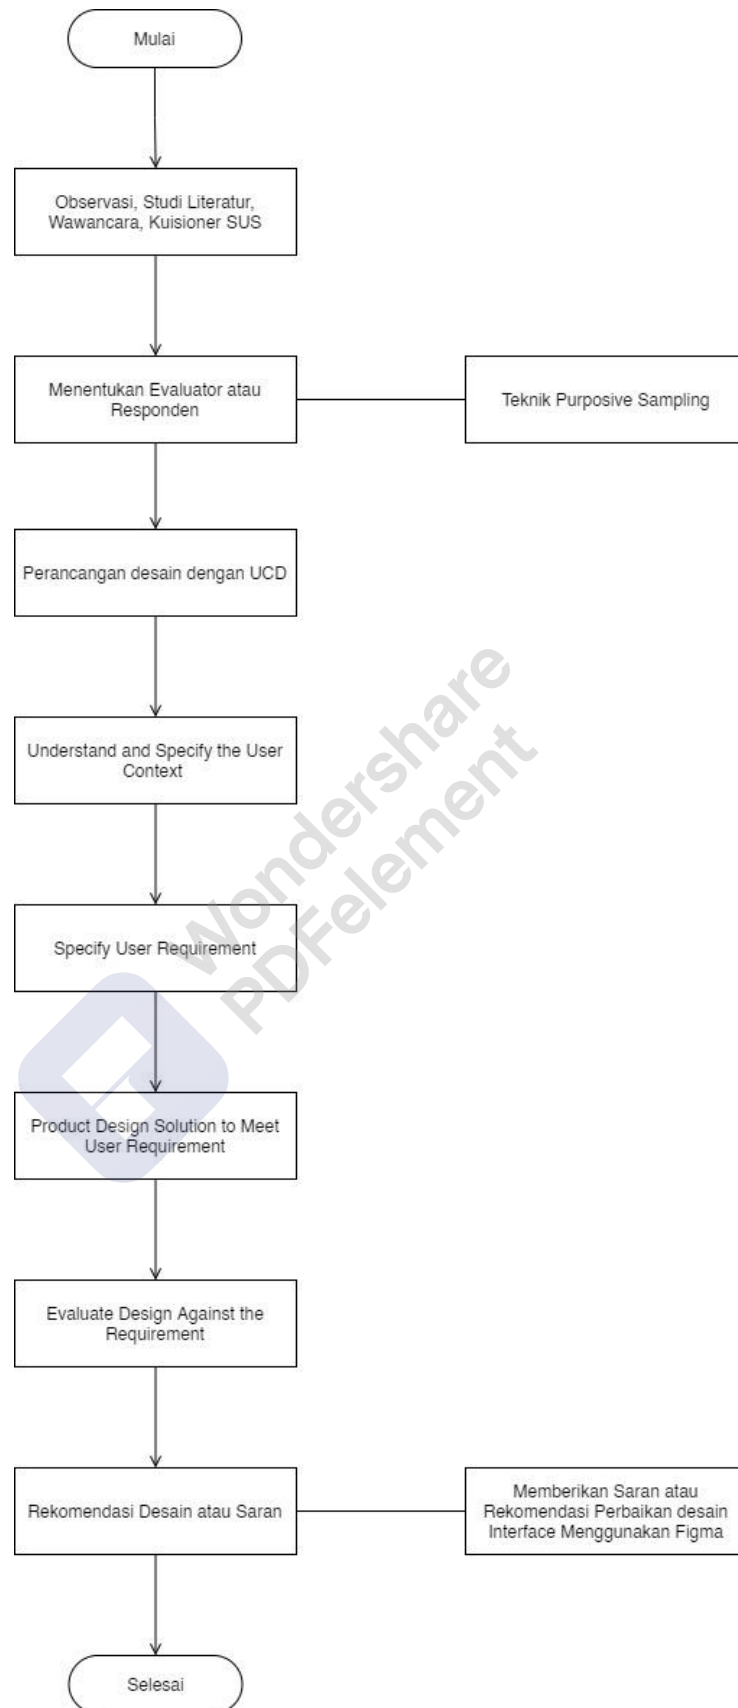 Mulai
Observasi, Studi Literatur,
Wawancara, Kuisioner SUS
Menentukan Evaluator atau
Responden
Teknik Purposive Sampling
Perancangan desain dengan UCD
Understand and Specify the User
Context
Specify User Requirement
Product Design Solution to Meet
User Requirement
Evaluate Design Against the
Requirement
Rekomendasi Desain atau Saran
Memberikan Saran atau
Rekomendasi Perbaikan desain
Interface Menggunakan Figma
Selesai
Wondershare
PDFelement